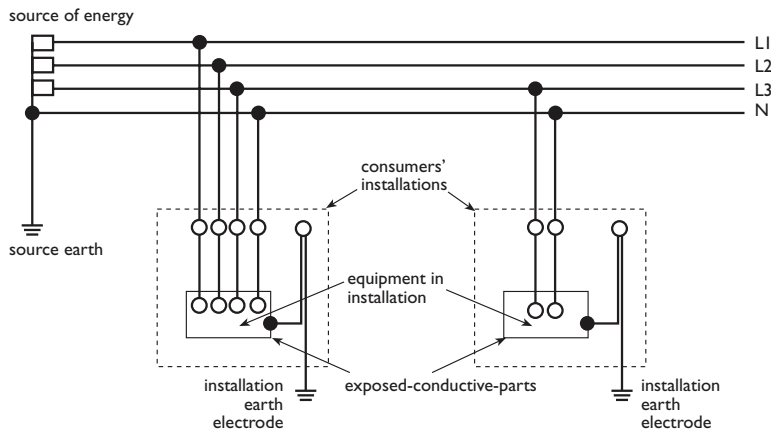 source of energy
L1
L2
L3
N
consumers’
installations
source earth
equipment in
installation
installation
earth
electrode
exposed-conductive-parts
installation
earth
electrode